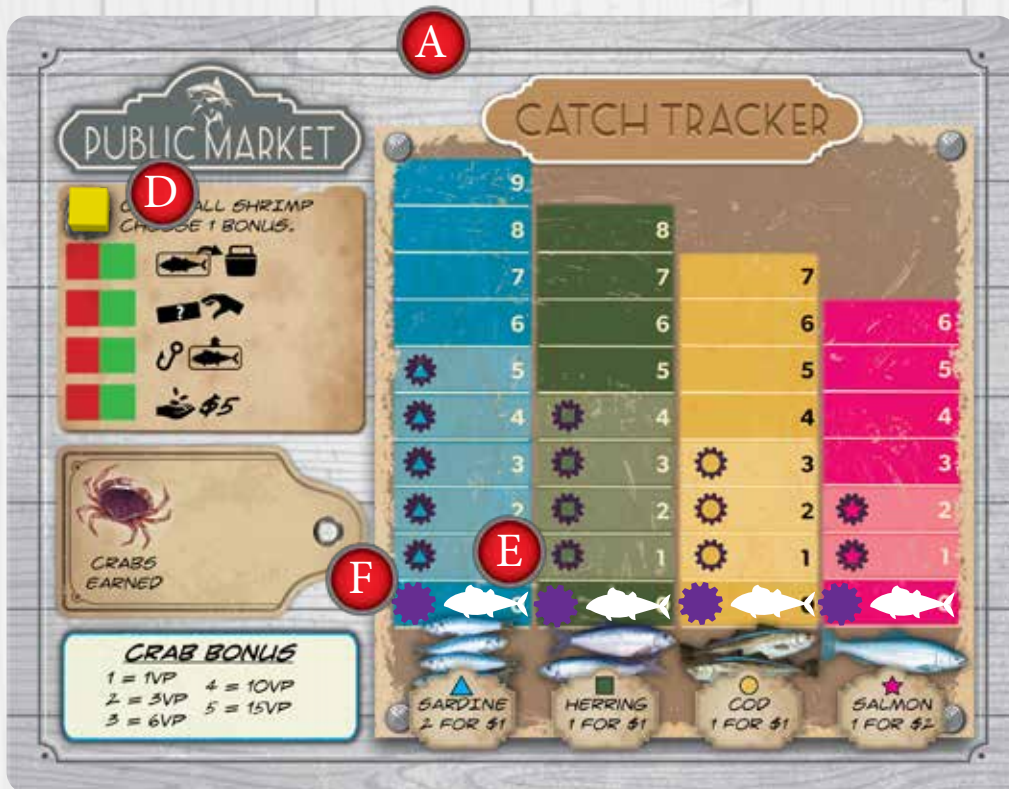 A
PUBLIC MARKET
CATCH TRACKER
D
ALL SHRIMP
CHOOSE 1 BONUS.
?
$5
CRABS
EARNED
CRAB BONUS
1 = 1VP
2 = 3VP
3 = 6VP
4 = 10VP
5 = 15VP
9
8
7
6
5
4
3
2
8
7
6
5
4
3
2
1
7
6
5
4
3
2
1
6
5
4
3
2
1
E
F
SARDINE
2 FOR $1
HERRING
1 FOR $1
COD
1 FOR $1
SALMON
1 FOR $2